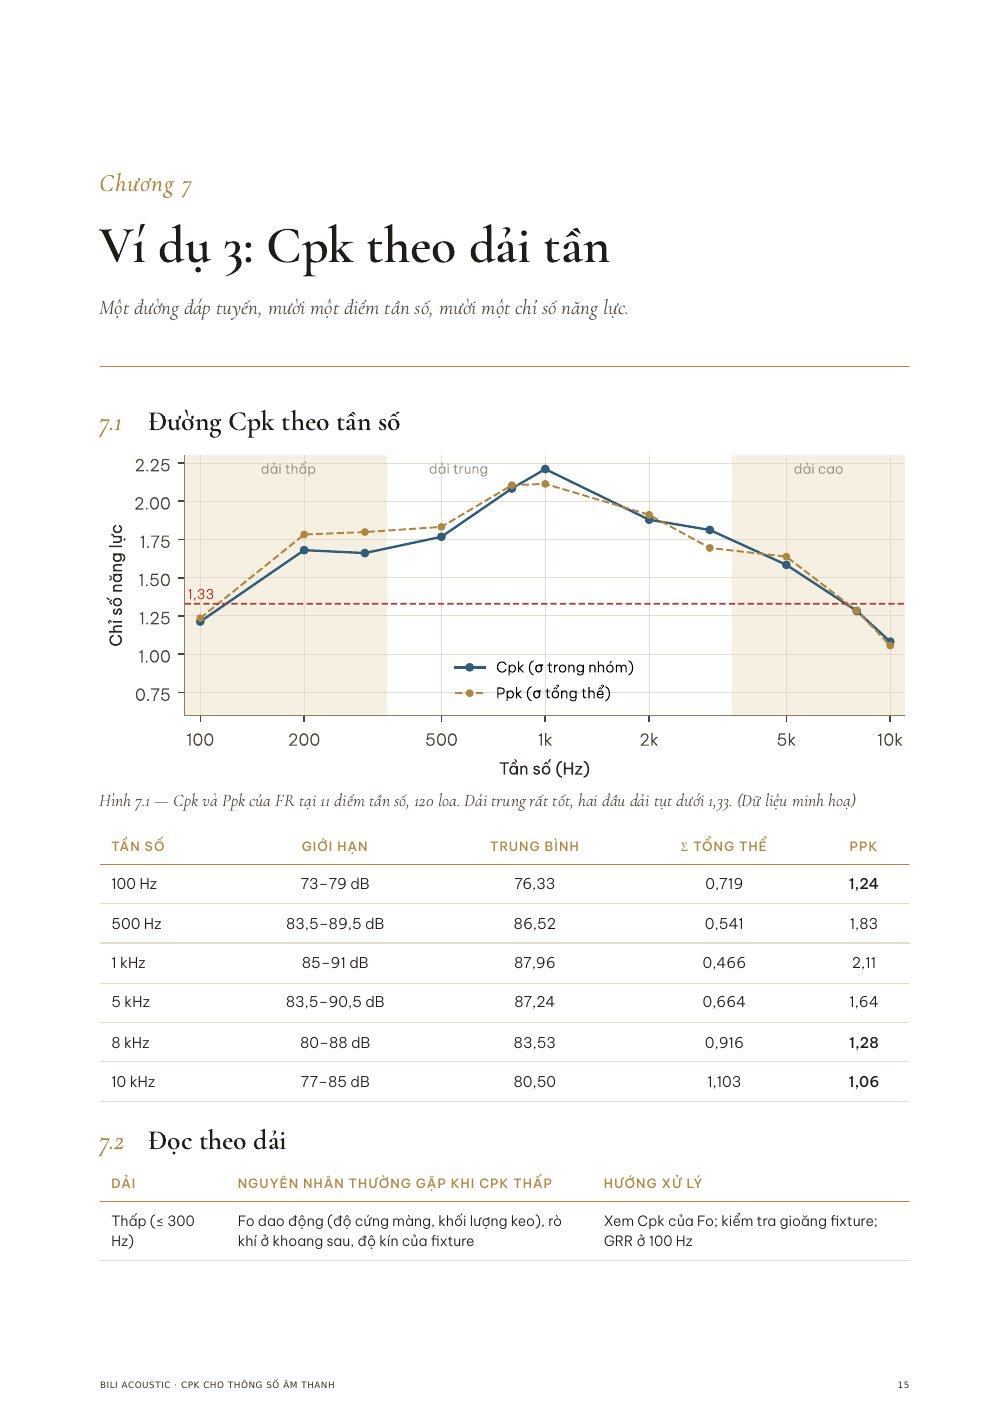 Chương 7
Ví dụ 3: Cpk theo dải tần
Một đường đáp tuyến, mười một điểm tần số, mười một chỉ số năng lực.
7.1 Đường Cpk theo tần số
dải thấp dải trung dải cao
2.25
2.00
1.75
1.50
1.25
1.00
0.75
Chỉ số năng lực
1,33
Cpk (σ trong nhóm)
Ppk (σ tổng thể)
100 200 500 1k 2k 5k 10k
Tần số (Hz)
Hình 7.1 — Cpk và Ppk của FR tại 11 điểm tần số, 120 loa. Dải trung rất tốt, hai đầu dải tụt dưới 1,33. (Dữ liệu minh hoạ)
TẦN SỐ GIỚI HẠN TRUNG BÌNH Σ TỔNG THỂ PPK
100 Hz 73–79 dB 76,33 0,719 1,24
500 Hz 83,5–89,5 dB 86,52 0,541 1,83
1 kHz 85–91 dB 87,96 0,466 2,11
5 kHz 83,5–90,5 dB 87,24 0,664 1,64
8 kHz 80–88 dB 83,53 0,916 1,28
10 kHz 77–85 dB 80,50 1,103 1,06
7.2 Đọc theo dải
DẢI NGUYÊN NHÂN THƯỜNG GẶP KHI CPK THẤP HƯỚNG XỬ LÝ
Thấp (≤ 300 Fo dao động (độ cứng màng, khối lượng keo), rò Xem Cpk của Fo; kiểm tra gioăng fixture;
Hz) khí ở khoang sau, độ kín của fixture GRR ở 100 Hz
BILI ACOUSTIC · CPK CHO THÔNG SỐ ÂM THANH 15